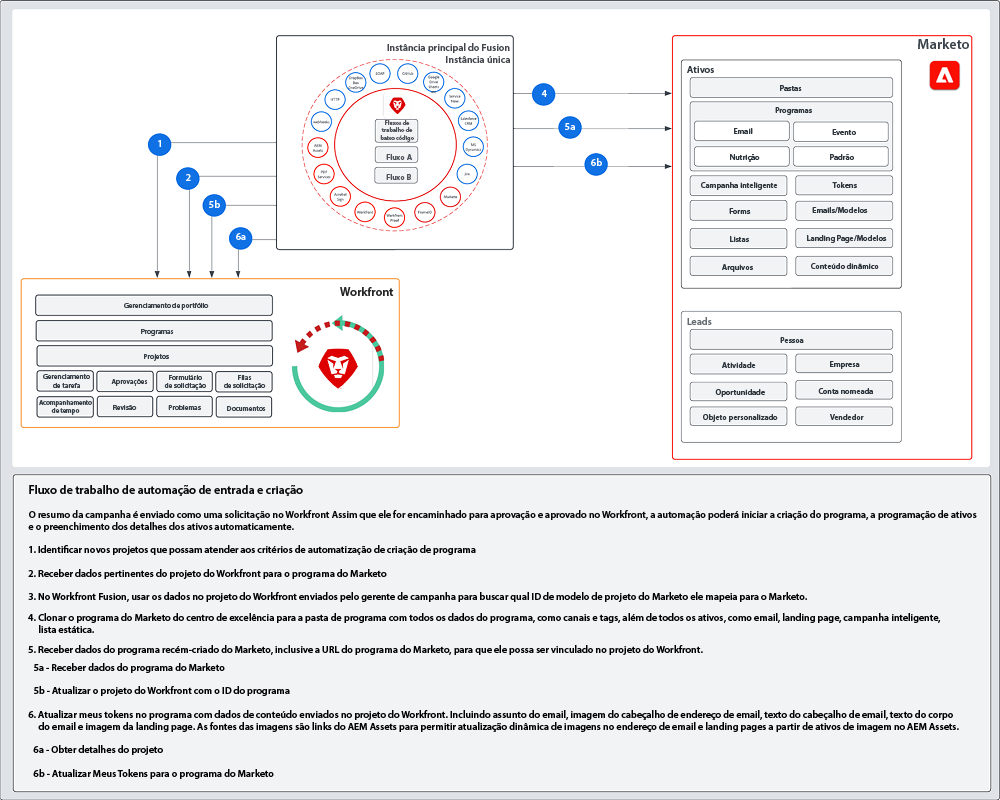 Instância principal do Fusion
Instância única
DropBox
Box
OneDrive
LDAP
GitHub
Google
Drive
Sheets
HTTP
Service
Now
webhooks
Salesforce
CRM
AEM
Assets
MS
Dynamics
PDF
Services
Jira
Acrobat
Sign
Marketo
Workfront
Workfront
Proof
Frame IO
Fluxos de
trabalho de
baixo código
Fluxo A
Fluxo B
1
2
5b
6a
4
5a
6b
Marketo
Ativos
Pastas
Programas
Email
Evento
Nutrição
Padrão
Campanha inteligente
Tokens
Forms
Emails/Modelos
Listas
Landing Page/Modelos
Arquivos
Conteúdo dinâmico
Leads
Pessoa
Atividade
Empresa
Oportunidade
Conta nomeada
Objeto personalizado
Vendedor
Workfront
Gerenciamento de portfólio
Programas
Projetos
Gerenciamento
de tarefa
Aprovações
Formulário
de solicitação
Filas
de solicitação
Acompanhamento
de tempo
Revisão
Problemas
Documentos
Fluxo de trabalho de automação de entrada e criação
O resumo da campanha é enviado como uma solicitação no Workfront Assim que ele for encaminhado para aprovação e aprovado no Workfront, a automação poderá iniciar a criação do programa, a programação de ativos
e o preenchimento dos detalhes dos ativos automaticamente.
1. Identificar novos projetos que possam atender aos critérios de automatização de criação de programa
2. Receber dados pertinentes do projeto do Workfront para o programa do Marketo
3. No Workfront Fusion, usar os dados no projeto do Workfront enviados pelo gerente de campanha para buscar qual ID de modelo de projeto do Marketo ele mapeia para o Marketo.
4. Clonar o programa do Marketo do centro de excelência para a pasta de programa com todos os dados do programa, como canais e tags, além de todos os ativos, como email, landing page, campanha inteligente,
lista estática.
5. Receber dados do programa recém-criado do Marketo, inclusive a URL do programa do Marketo, para que ele possa ser vinculado no projeto do Workfront.
5a - Receber dados do programa do Marketo
5b - Atualizar o projeto do Workfront com o ID do programa
6. Atualizar meus tokens no programa com dados de conteúdo enviados no projeto do Workfront. Incluindo assunto do email, imagem do cabeçalho de endereço de email, texto do cabeçalho de email, texto do corpo
do email e imagem da landing page. As fontes das imagens são links do AEM Assets para permitir atualização dinâmica de imagens no endereço de email e landing pages a partir de ativos de imagem no AEM Assets.
6a - Obter detalhes do projeto
6b - Atualizar Meus Tokens para o programa do Marketo